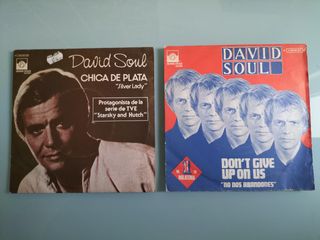 David Soul
CHICA DE PLATA
"Silver Lady"
Protagonista de la
serie de TVE
"Starsky and Hutch"
DAVID
SOUL
DON'T GIVE
UP ON US
"NO NOS ABANDONES"